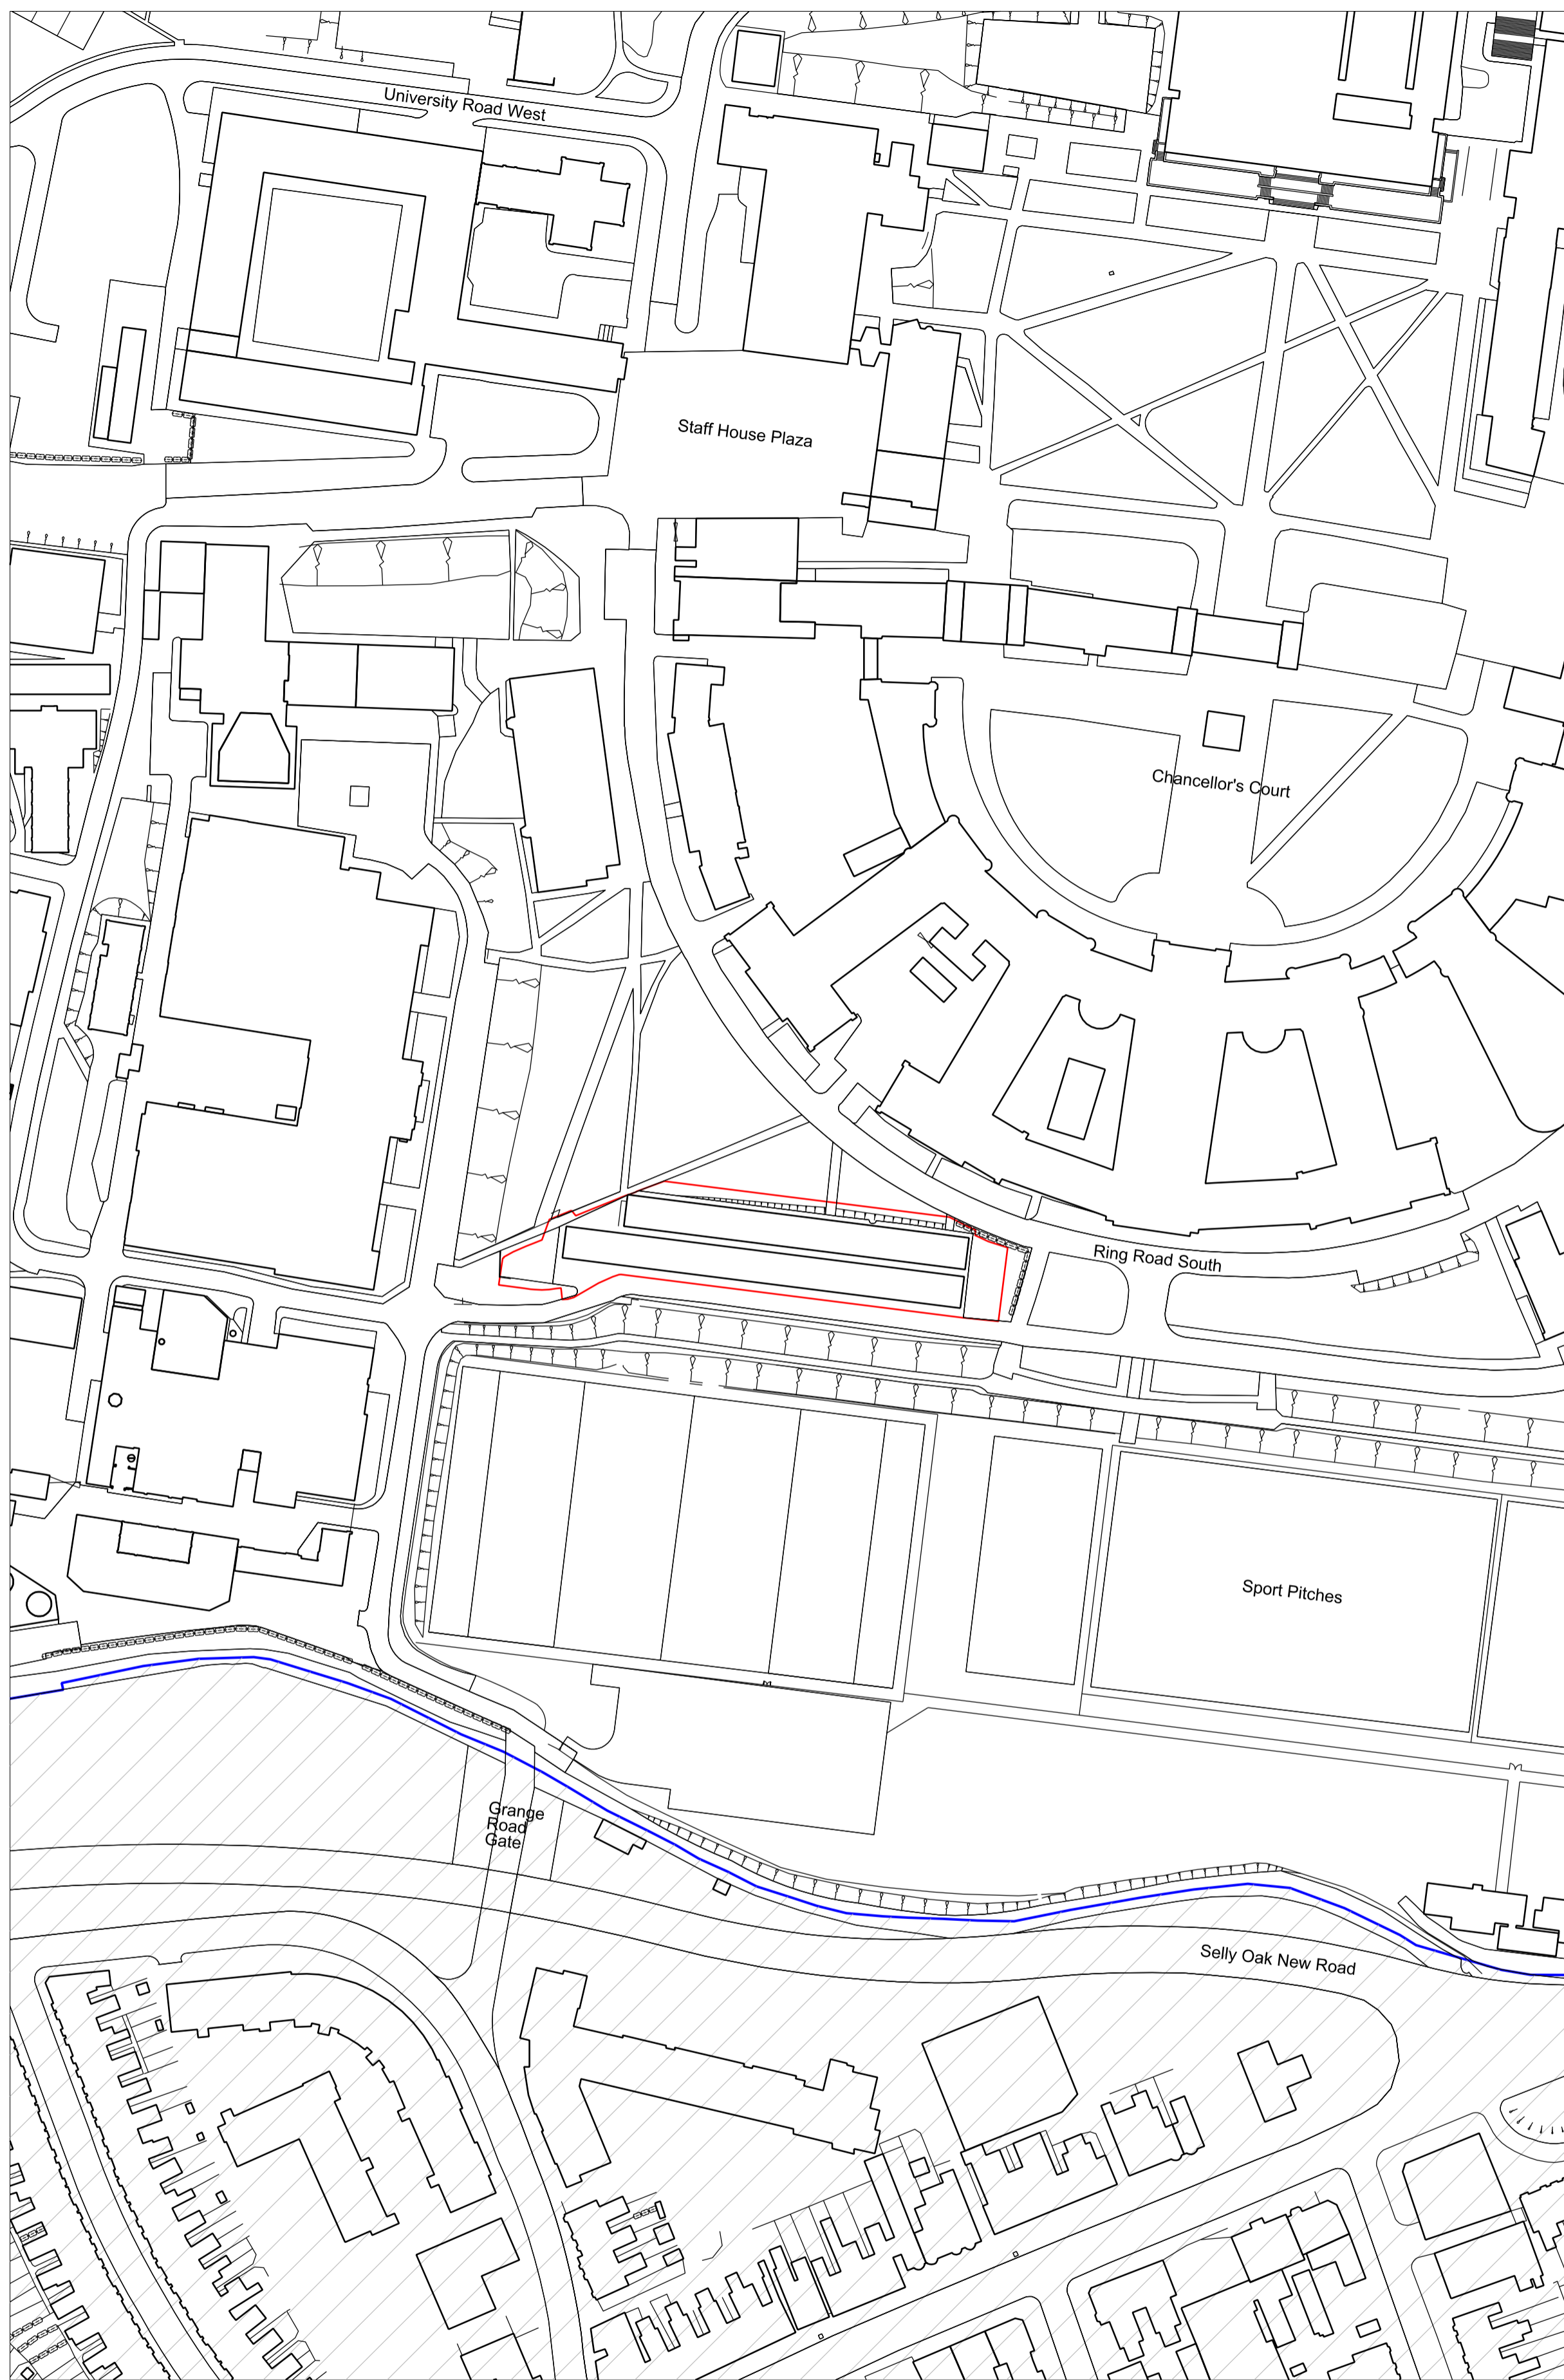 University Road West
Staff House Plaza
Chancellor's Court
Ring Road South
Sport Pitches
Grange
Road
Gate
Selly Oak New Road